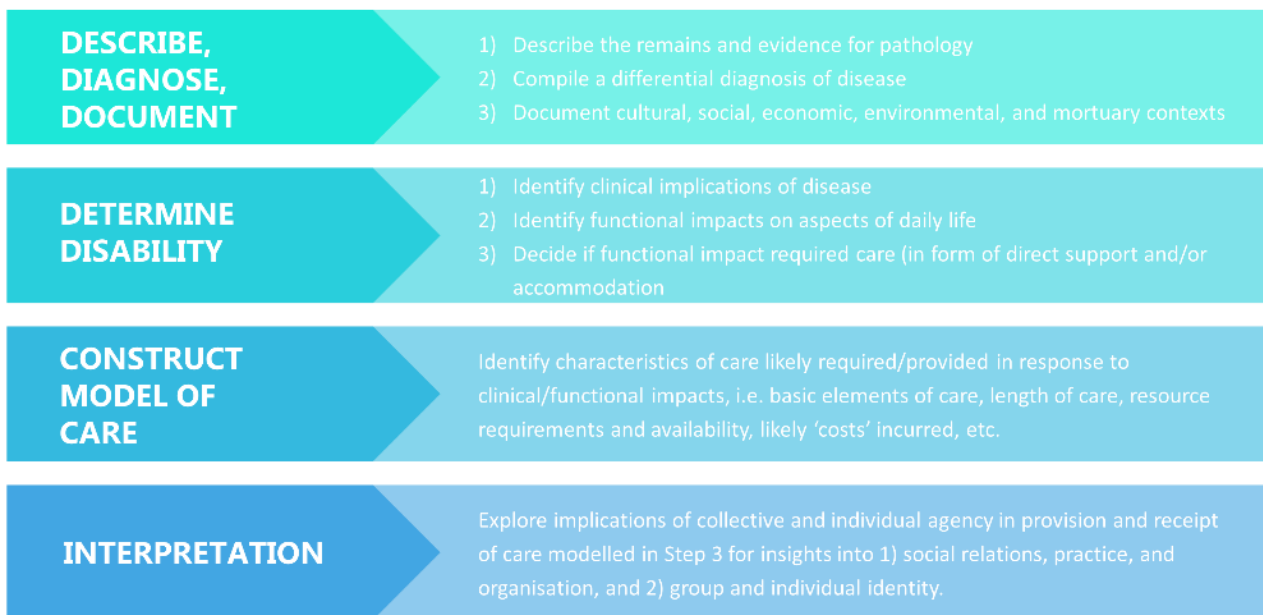 DESCRIBE,
DIAGNOSE,
DOCUMENT
1) Describe the remains and evidence for pathology
2) Compile a differential diagnosis of disease
3) Document cultural, social, economic, environmental, and mortuary contexts
DETERMINE
DISABILITY
1) Identify clinical implications of disease
2) Identify functional impacts on aspects of daily life
3) Decide if functional impact required care (in form of direct support and/or
accommodation
CONSTRUCT
MODEL OF
CARE
Identify characteristics of care likely required/provided in response to
clinical/functional impacts, i.e. basic elements of care, length of care, resource
requirements and availability, likely ‘costs’ incurred, etc.
INTERPRETATION
Explore implications of collective and individual agency in provision and receipt
of care modelled in Step 3 for insights into 1) social relations, practice, and
organisation, and 2) group and individual identity.